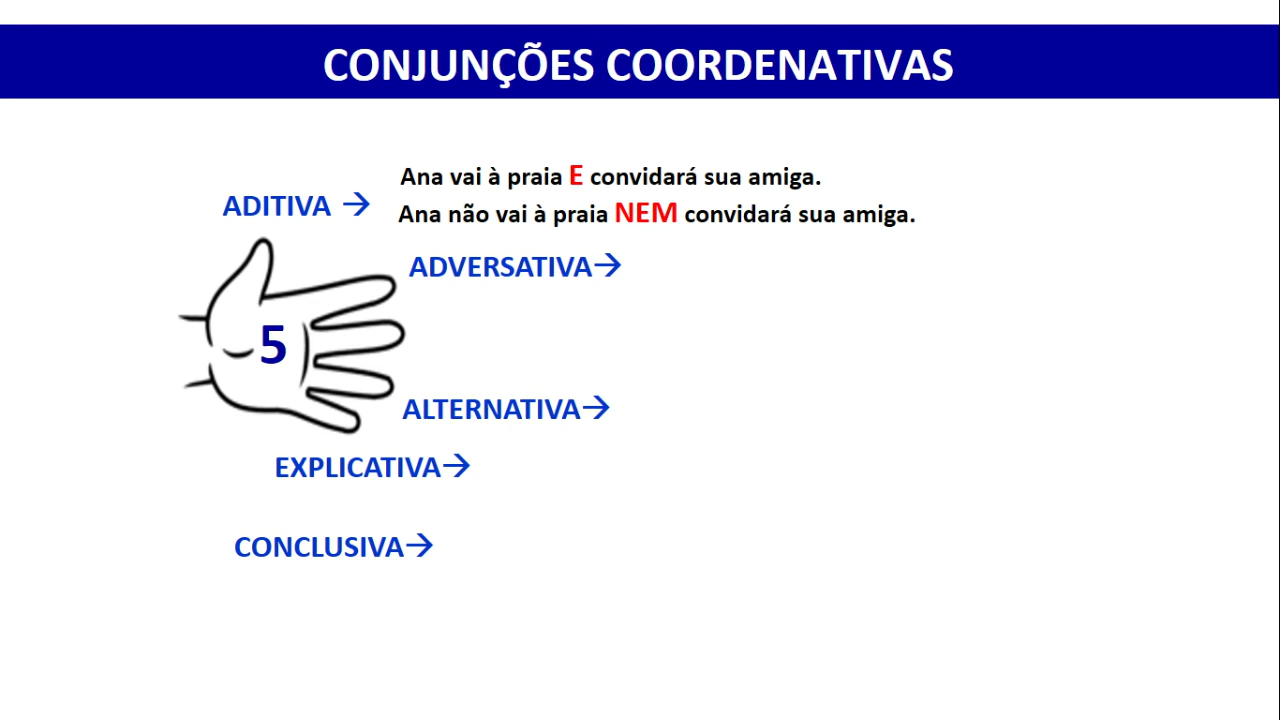 CONJUNÇÕES COORDENATIVAS
Ana vai à praia E convidará sua amiga.
ADITIVA →
Ana não vai à praia NEM convidará sua amiga.
ADVERSATIVA→
5
ALTERNATIVA→
EXPLICATIVA→
CONCLUSIVA→